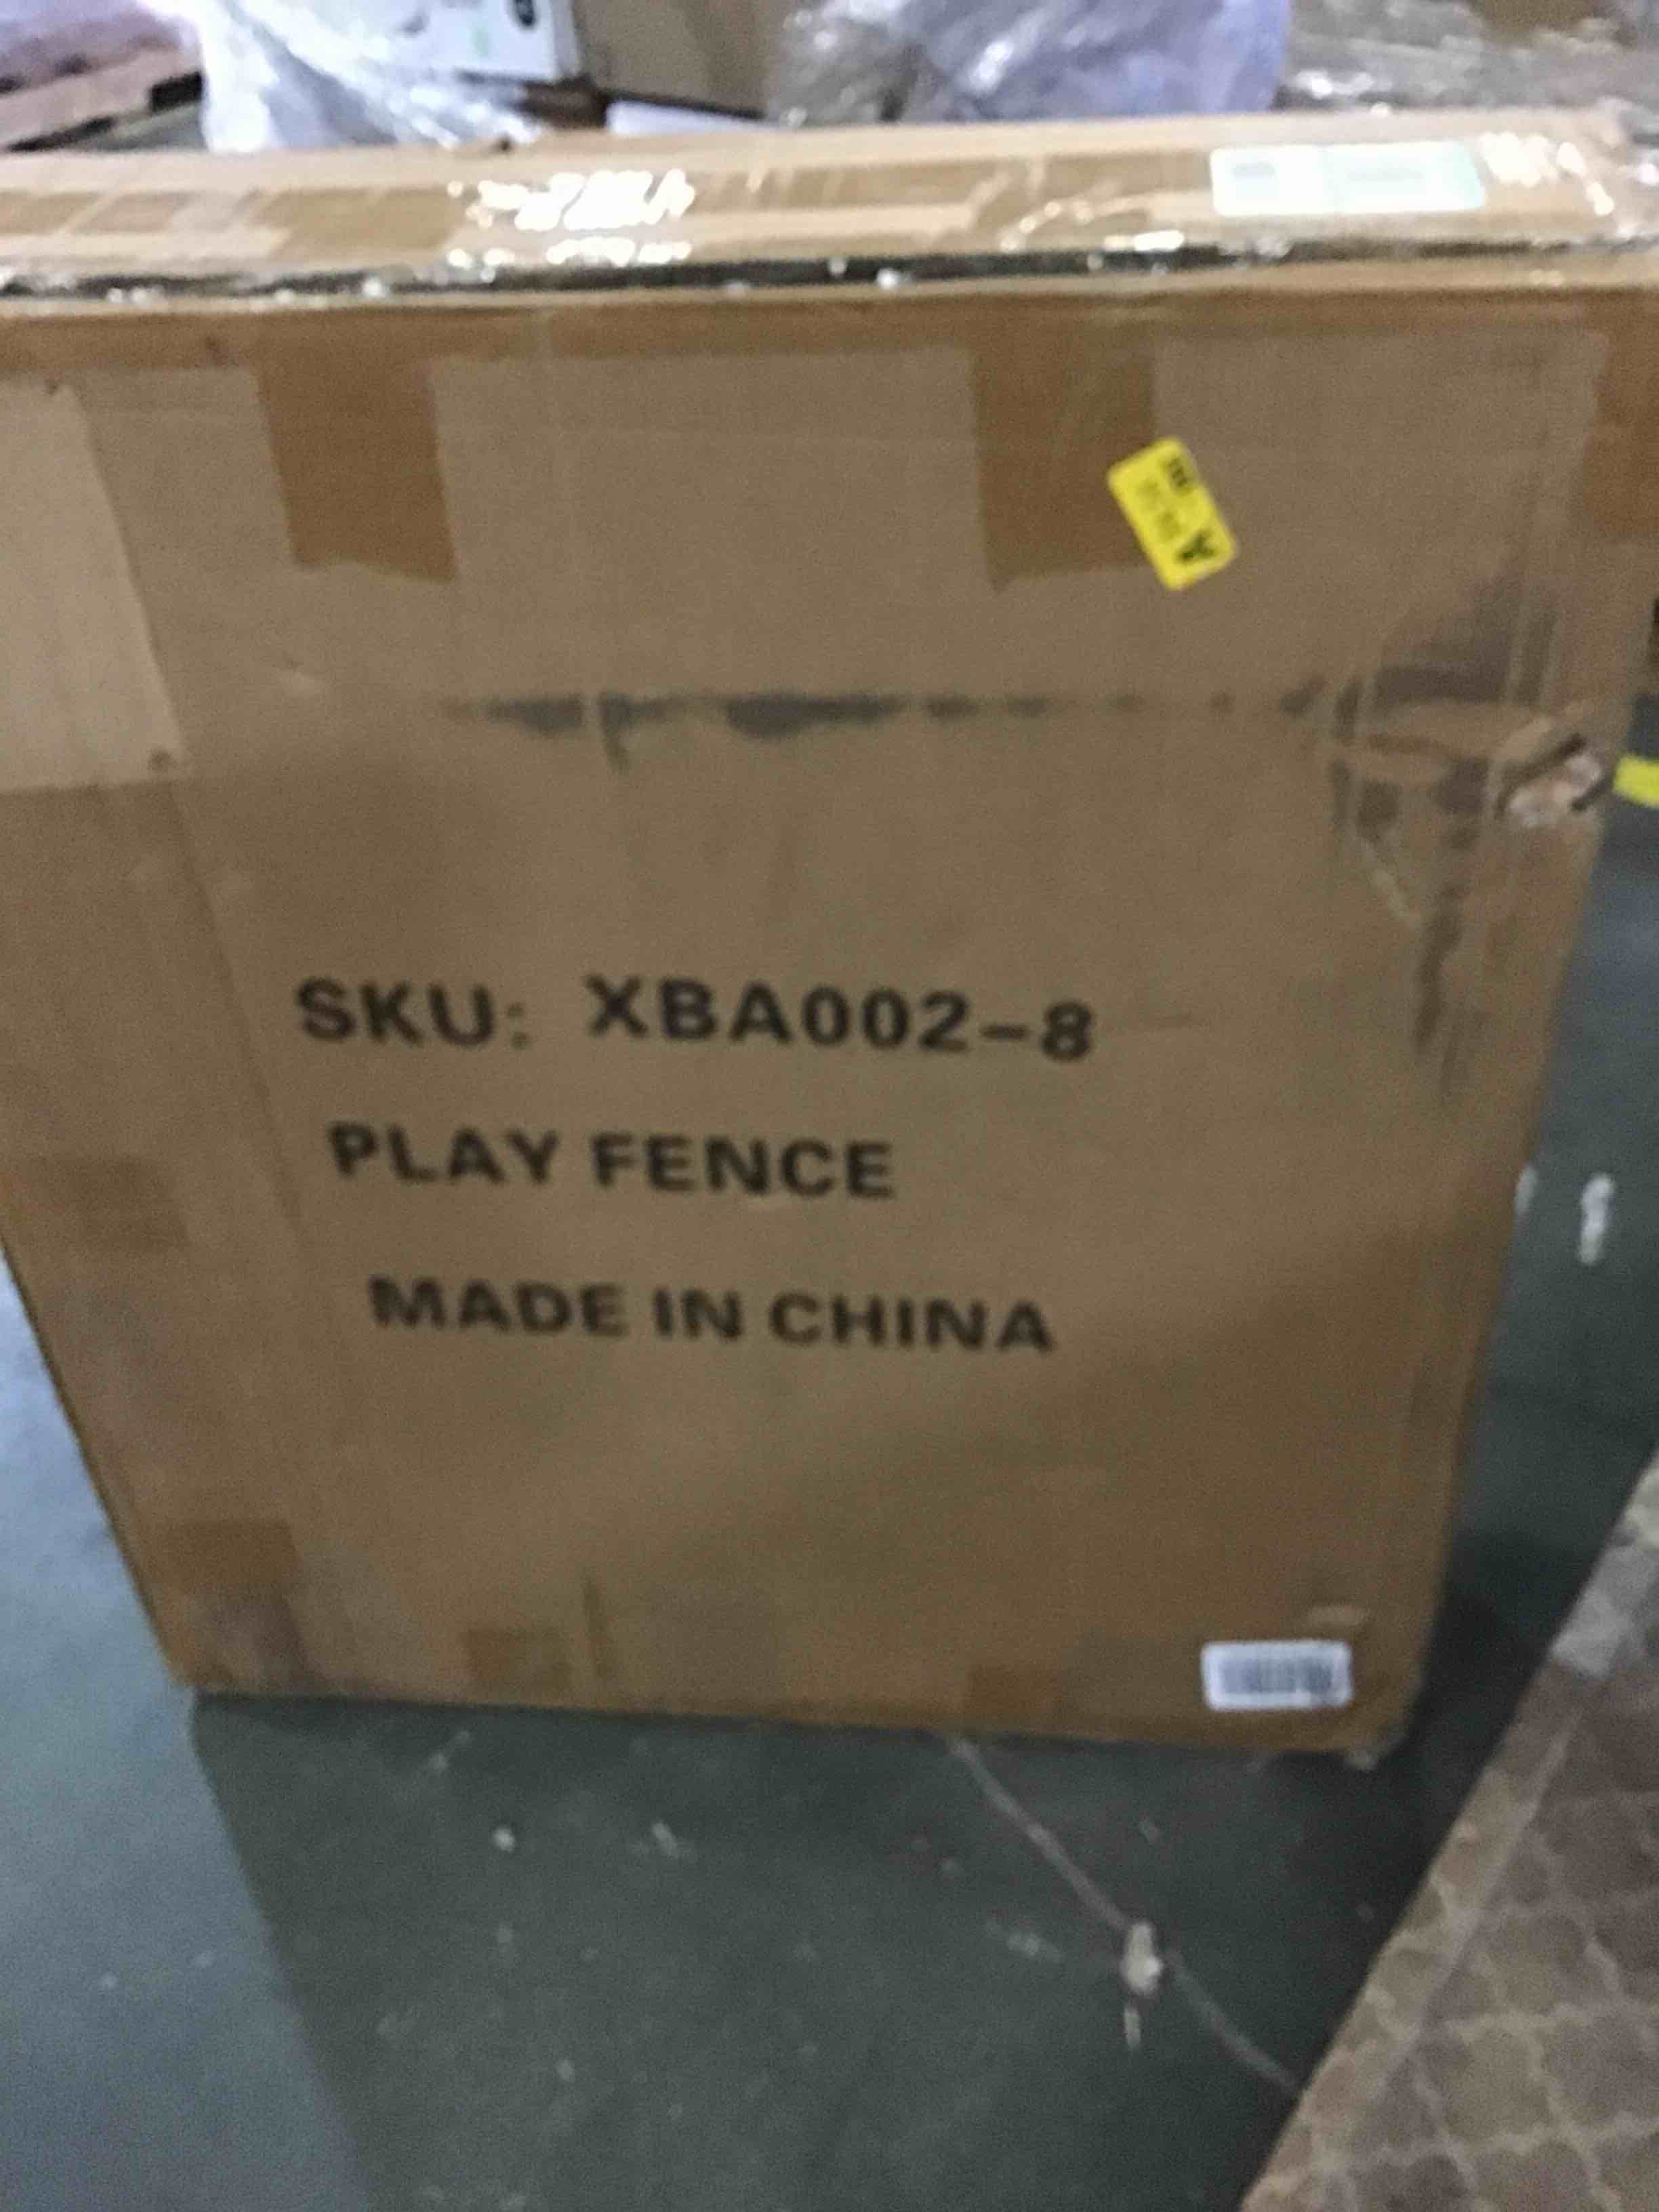 SKU: XBA002-8
PLAY FENCE
MADE IN CHINA